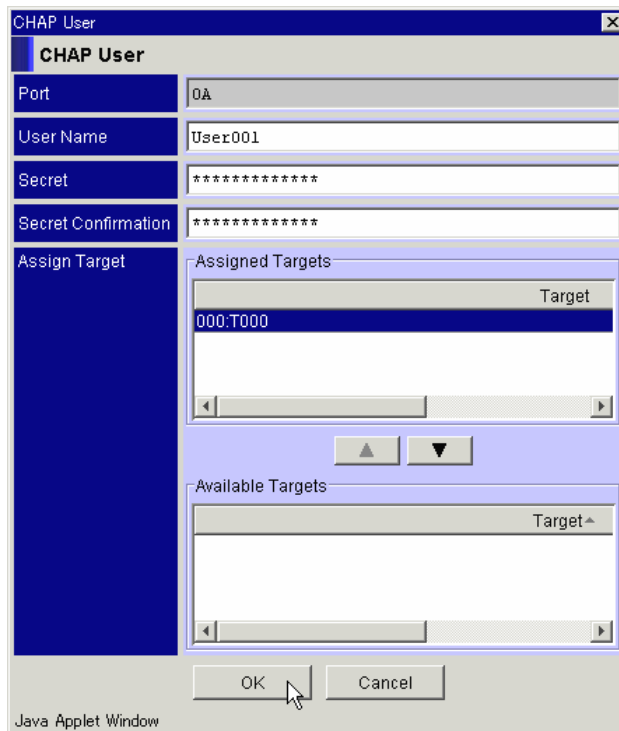 CHAP User
CHAP User
Port
0A
User Name
User001
Secret
*************
Secret Confirmation
*************
Assign Target
Assigned Targets
Target
000:T000
Available Targets
Target
OK
Cancel
Java Applet Window